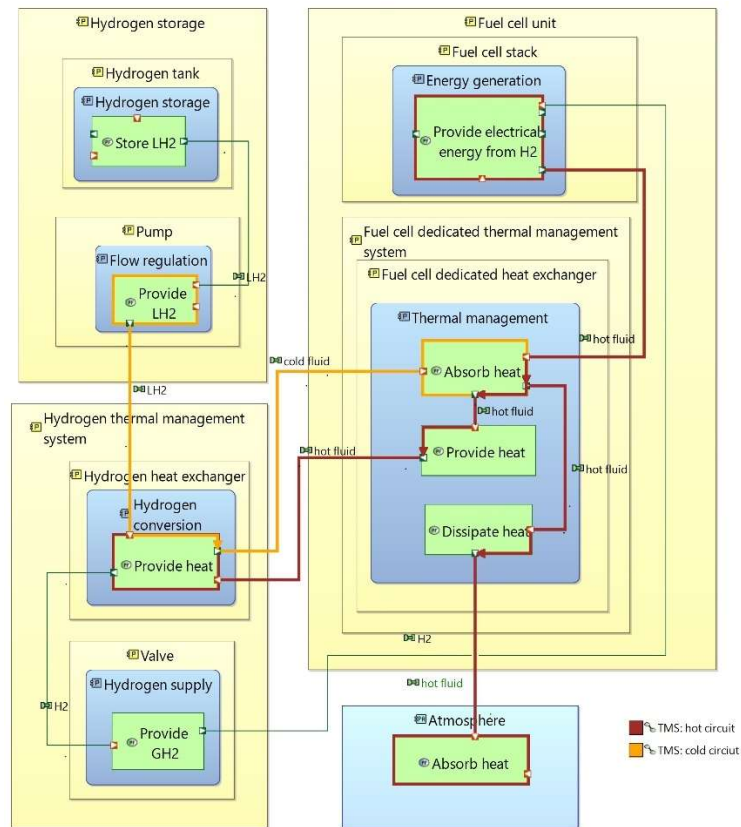 Hydrogen storage
Hydrogen tank
Hydrogen storage
Store LH2
Pump
Flow regulation
LH2
Provide
LH2
LH2
Hydrogen thermal management
system
Hydrogen heat exchanger
Hydrogen
conversion
Provide heat
Valve
Hydrogen supply
H2
Provide
GH2
cold fluid
hot fluid
Fuel cell unit
Fuel cell stack
Energy generation
Provide electrical
energy from H2
Fuel cell dedicated thermal management
system
Fuel cell dedicated heat exchanger
Thermal management
hot fluid
Absorb heat
hot fluid
Provide heat
hot fluid
Dissipate heat
H2
hot fluid
Atmosphère
Absorb heat
TMS: hot circuit
TMS: cold circiut